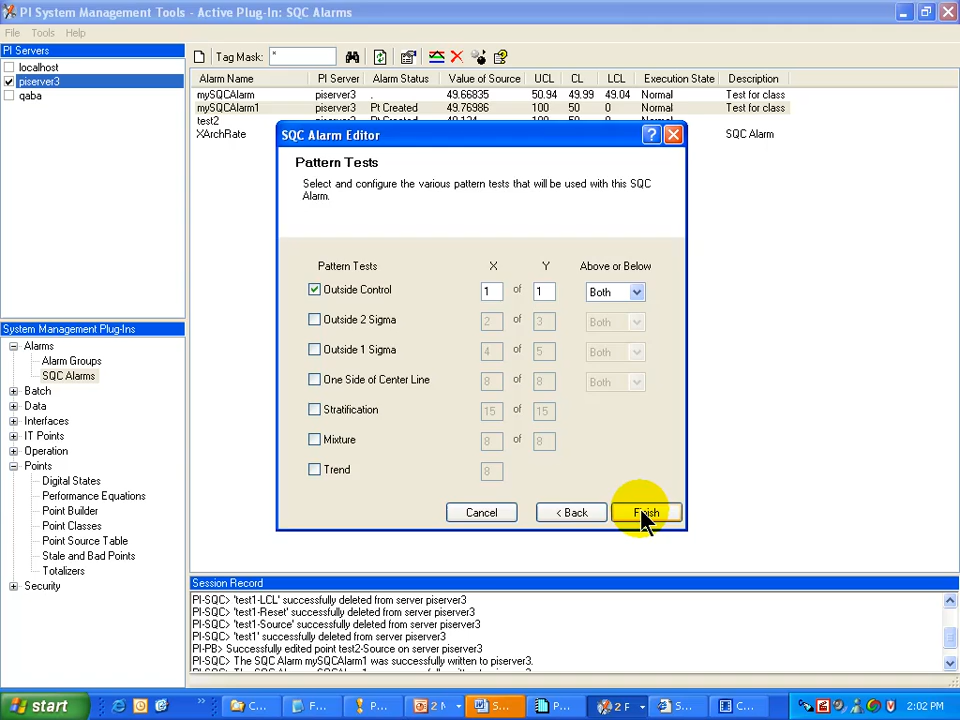 PI System Management Tools - Active Plug-In: SQC Alarms
File Tools Help
PI Servers
localhost
piserver3
qaba
Tag Mask: *
Alarm Name PI Server Alarm Status Value of Source UCL CL LCL Execution State Description
mySQCAlarm piserver3 . 49.66835 50.94 49.99 49.04 Normal Test for class
mySQCAlarm1 piserver3 Pt Created 49.76986 100 50 0 Normal Test for class
test2
XArchRate SQC Alarm
SQC Alarm Editor
Pattern Tests
Select and configure the various pattern tests that will be used with this SQC
Alarm.
Pattern Tests X Y Above or Below
Outside Control 1 of 1 Both
Outside 2 Sigma 2 of 3 Both
Outside 1 Sigma 4 of 5 Both
One Side of Center Line 8 of 8 Both
Stratification 15 of 15
Mixture 8 of 8
Trend 8
Cancel < Back Finish
System Management Plug-Ins
Alarms
Alarm Groups
SQC Alarms
Batch
Data
Interfaces
IT Points
Operation
Points
Digital States
Performance Equations
Point Builder
Point Classes
Point Source Table
Stale and Bad Points
Totalizers
Security
Session Record
PI-SQC> 'test1-LCL' successfully deleted from server piserver3
PI-SQC> 'test1-Reset' successfully deleted from server piserver3
PI-SQC> 'test1-Source' successfully deleted from server piserver3
PI-SQC> 'test1' successfully deleted from server piserver3
PI-PB> Successfully edited point test2-Source on server piserver3
PI-SQC> The SQC Alarm mySQCAlarm1 was successfully written to piserver3.
start » C... F... P... 2 M S... P... 2 F S... C... 2:02 PM